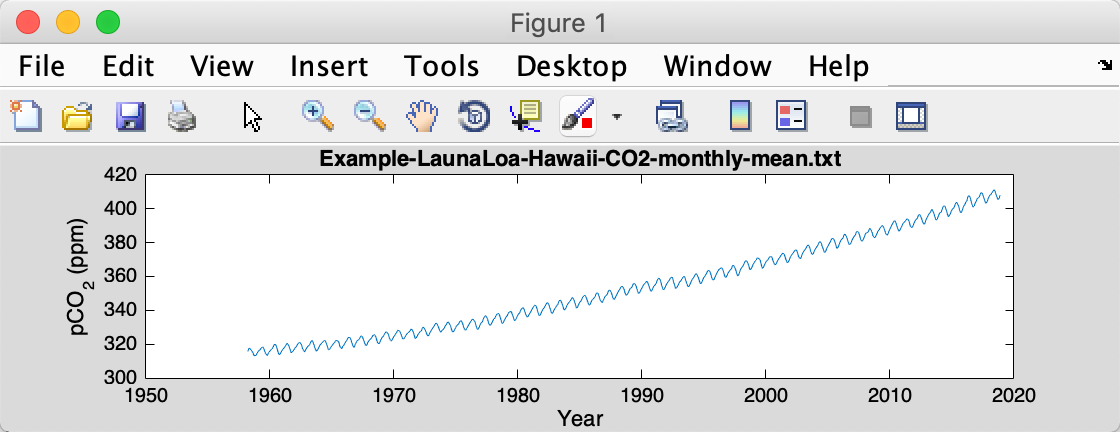 Figure 1
File Edit View Insert Tools Desktop Window Help
Example-LaunaLoa-Hawaii-CO2-monthly-mean.txt
420
400
380
360
340
320
300
pCO2 (ppm)
1950 1960 1970 1980 1990 2000 2010 2020
Year